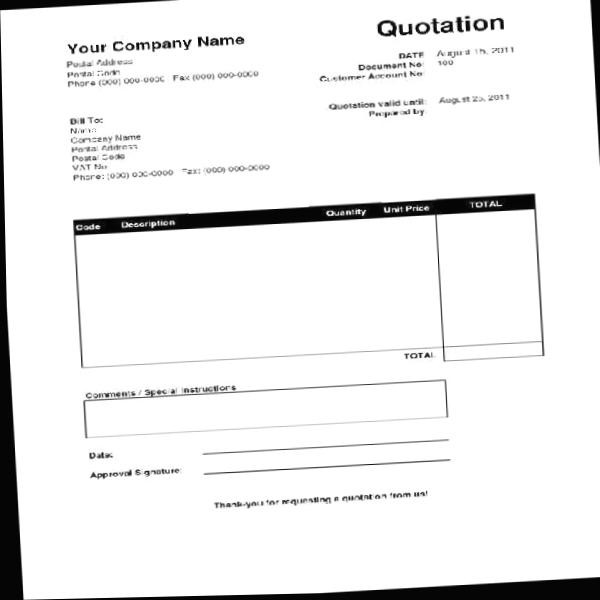 Quotation
Your Company Name
Postal Address
Postal Code
Phone (000) 000-0000 Fax (000) 000-0000
DATE August 15, 2011
Document No: 100
Customer Account No:
Quotation valid until: August 25, 2011
Prepared by:
Bill To:
Name
Company Name
Postal Address
Postal Code
VAT No
Phone: (000) 000-0000 Fax: (000) 000-0000
Code Description Quantity Unit Price TOTAL
TOTAL
Comments / Special Instructions
Date:
Approval Signature:
Thank-you for requesting a quotation from us!